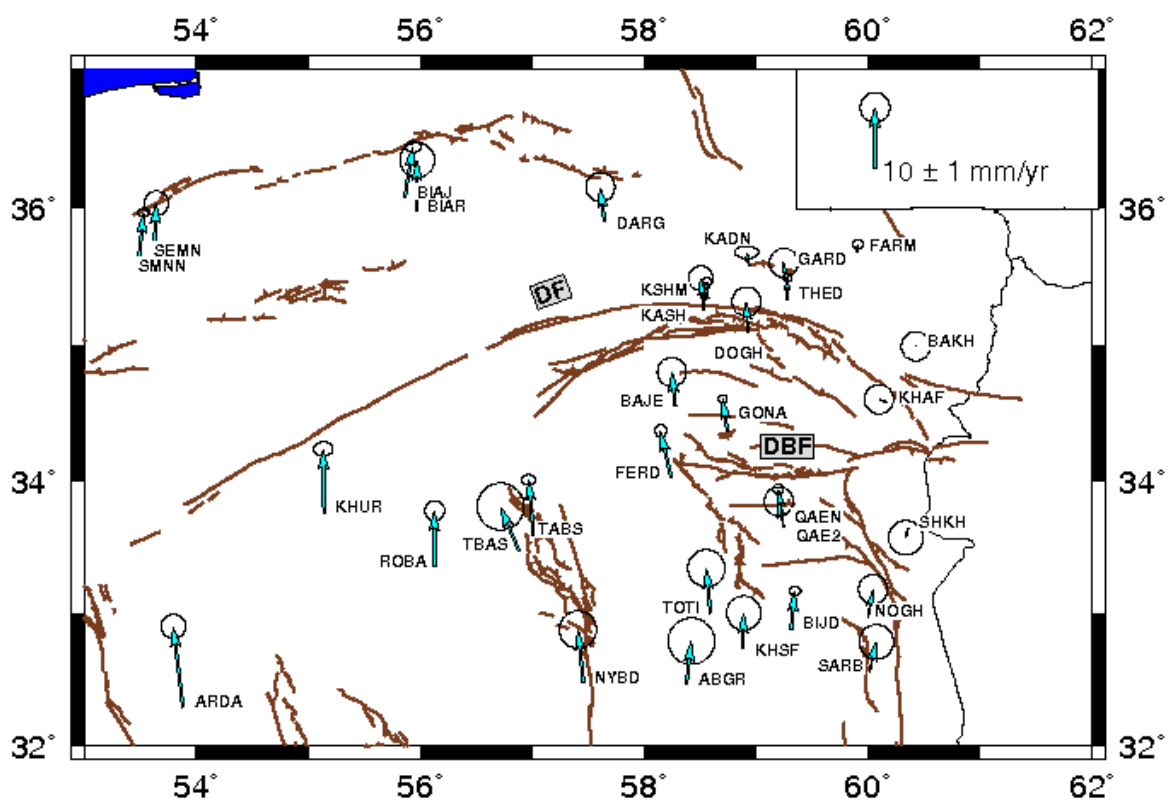 54° 56° 58° 60° 62°
10 ± 1 mm/yr
36° 36°
BIAJ
BIAR
DARG
SEMN
SMNN
KADN
FARM
GARD
THED
KSHM
KASH
DF
DOGH
BAKH
BAJE
KHAF
GONA
DBF
FERD
34° 34°
KHUR
TABS
TBAS
ROBA
QAEN
QAE2
SHKH
TOTI
NOGH
BIJD
KHSF
SARB
ABGR
NYBD
ARDA
32° 32°
54° 56° 58° 60° 62°